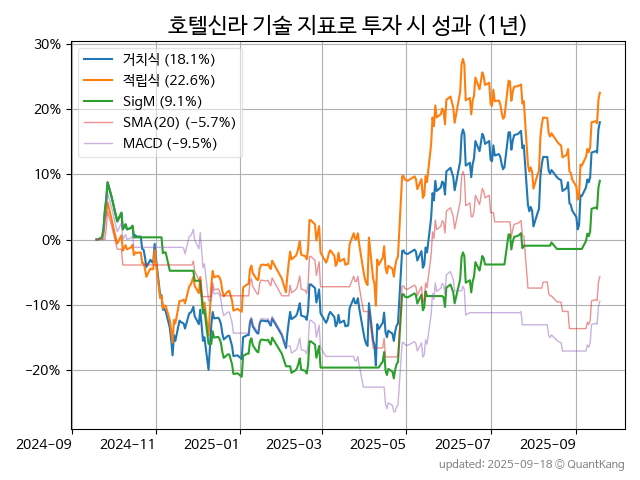 호텔신라 기술 지표로 투자 시 성과 (1년)
거치식 (18.1%)
적립식 (22.6%)
SigM (9.1%)
SMA(20) (−5.7%)
MACD (−9.5%)
30%
20%
10%
0%
−10%
−20%
2024-09 2024-11 2025-01 2025-03 2025-05 2025-07 2025-09
updated: 2025-09-18 © QuantKang